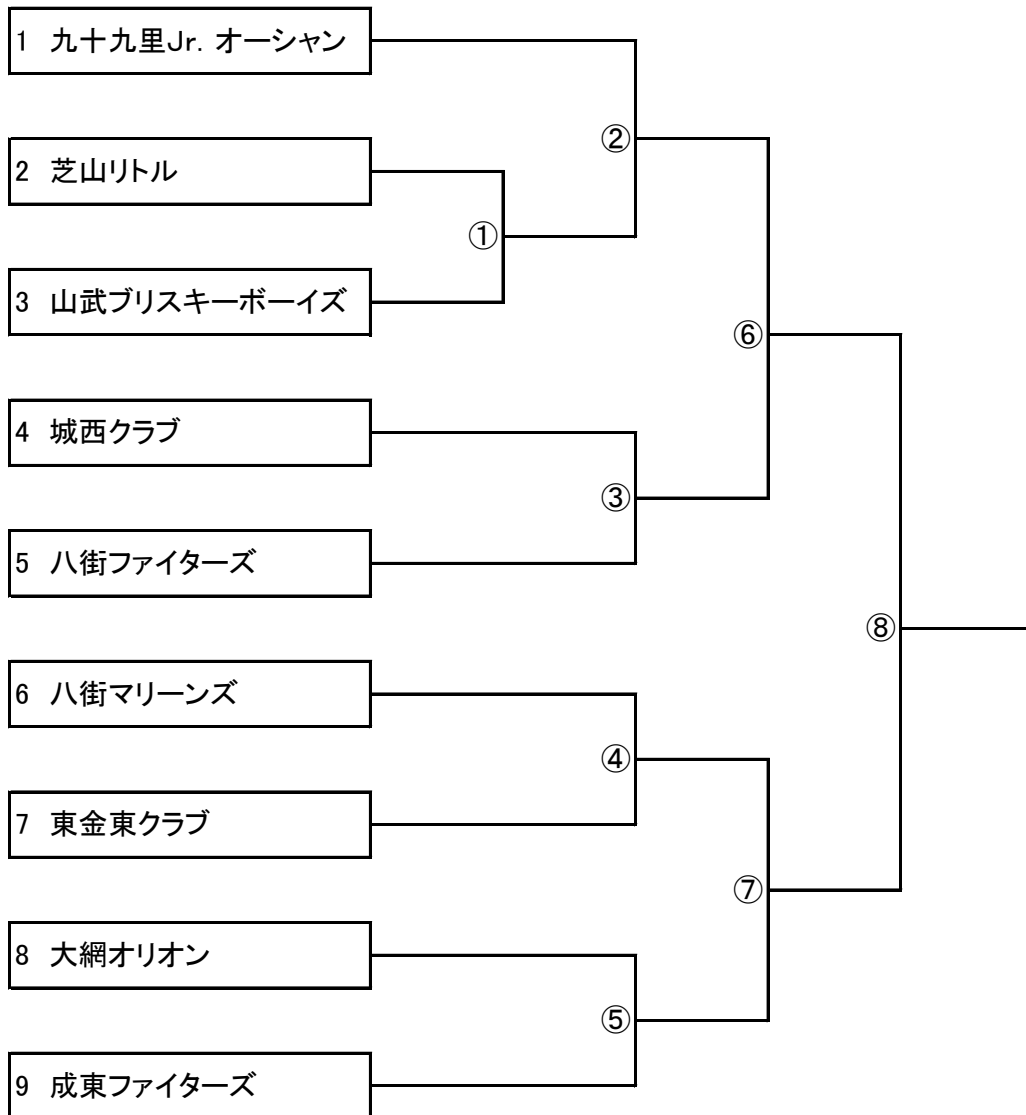 1 九十九里Jr. オーシャン
②
2 芝山リトル
①
3 山武ブリスキーボーイズ
⑥
4 城西クラブ
③
5 八街ファイターズ
⑧
6 八街マリーンズ
④
7 東金東クラブ
⑦
8 大網オリオン
⑤
9 成東ファイターズ